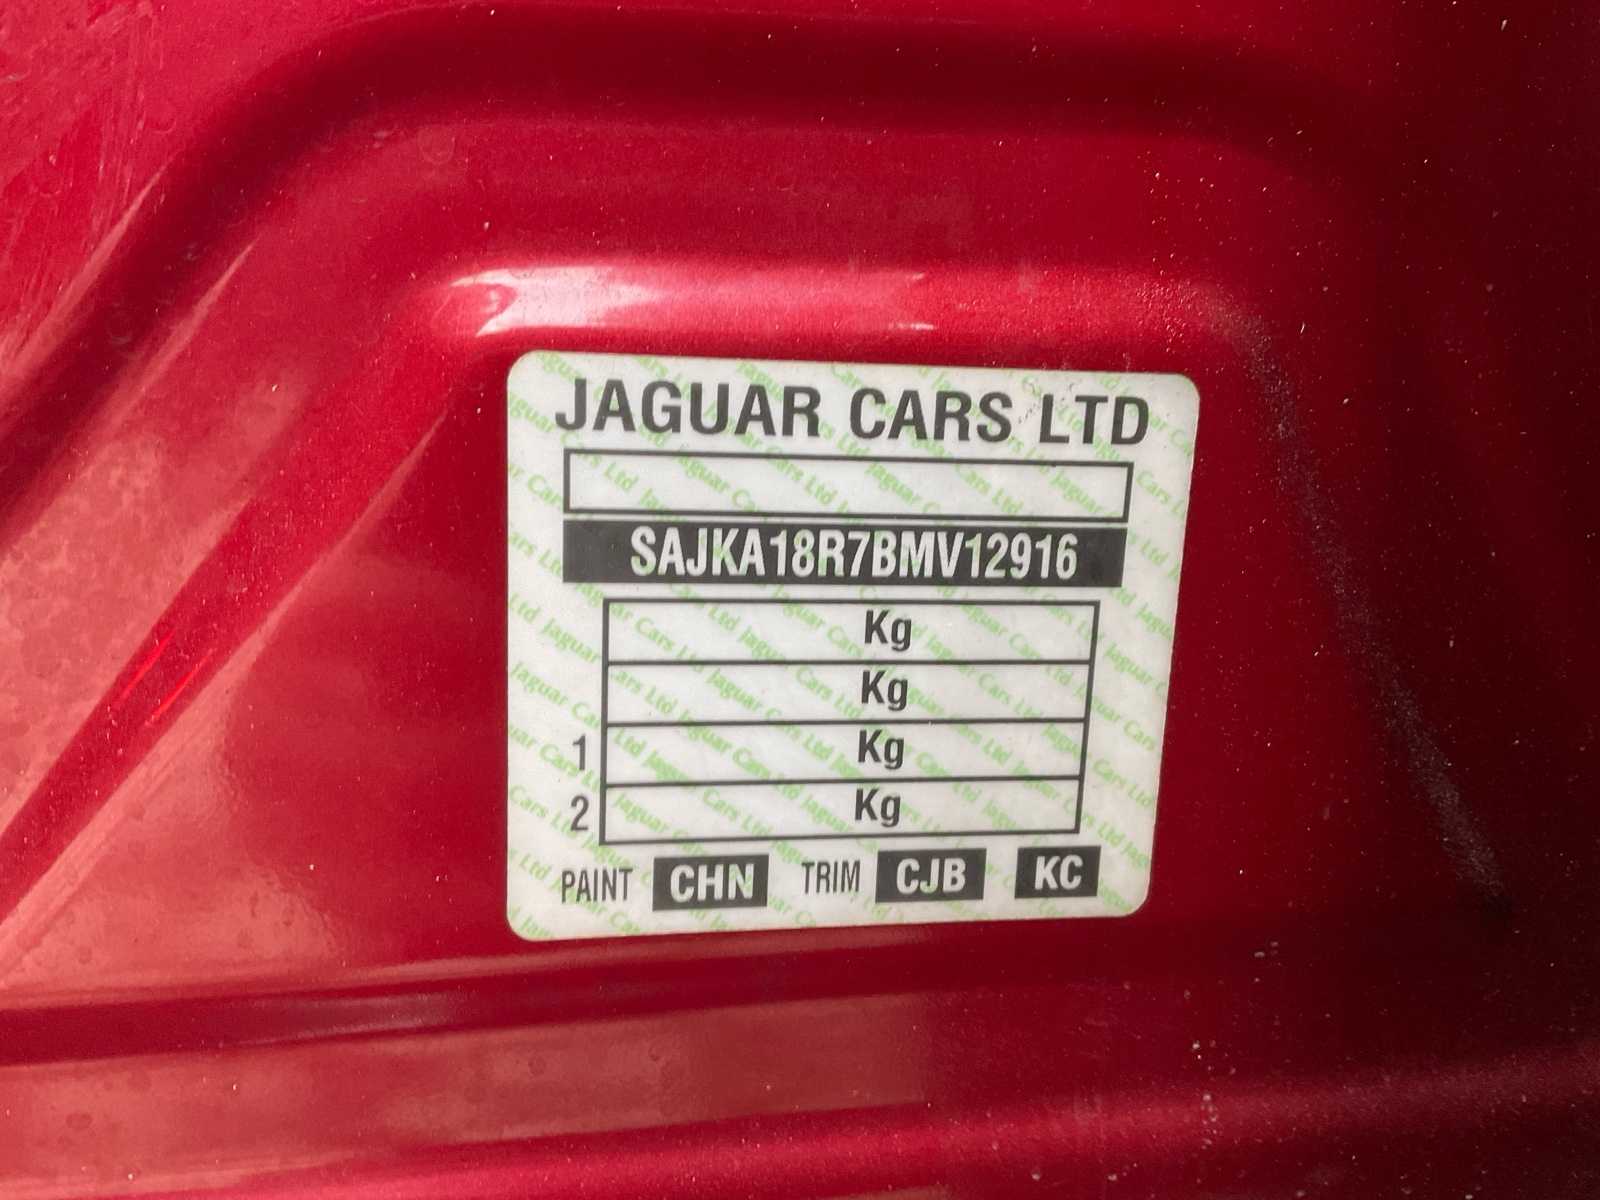 JAGUAR CARS LTD
SAJKA18R7BMV12916
Kg
Kg
1 Kg
2 Kg
PAINT CHN TRIM CJB KC